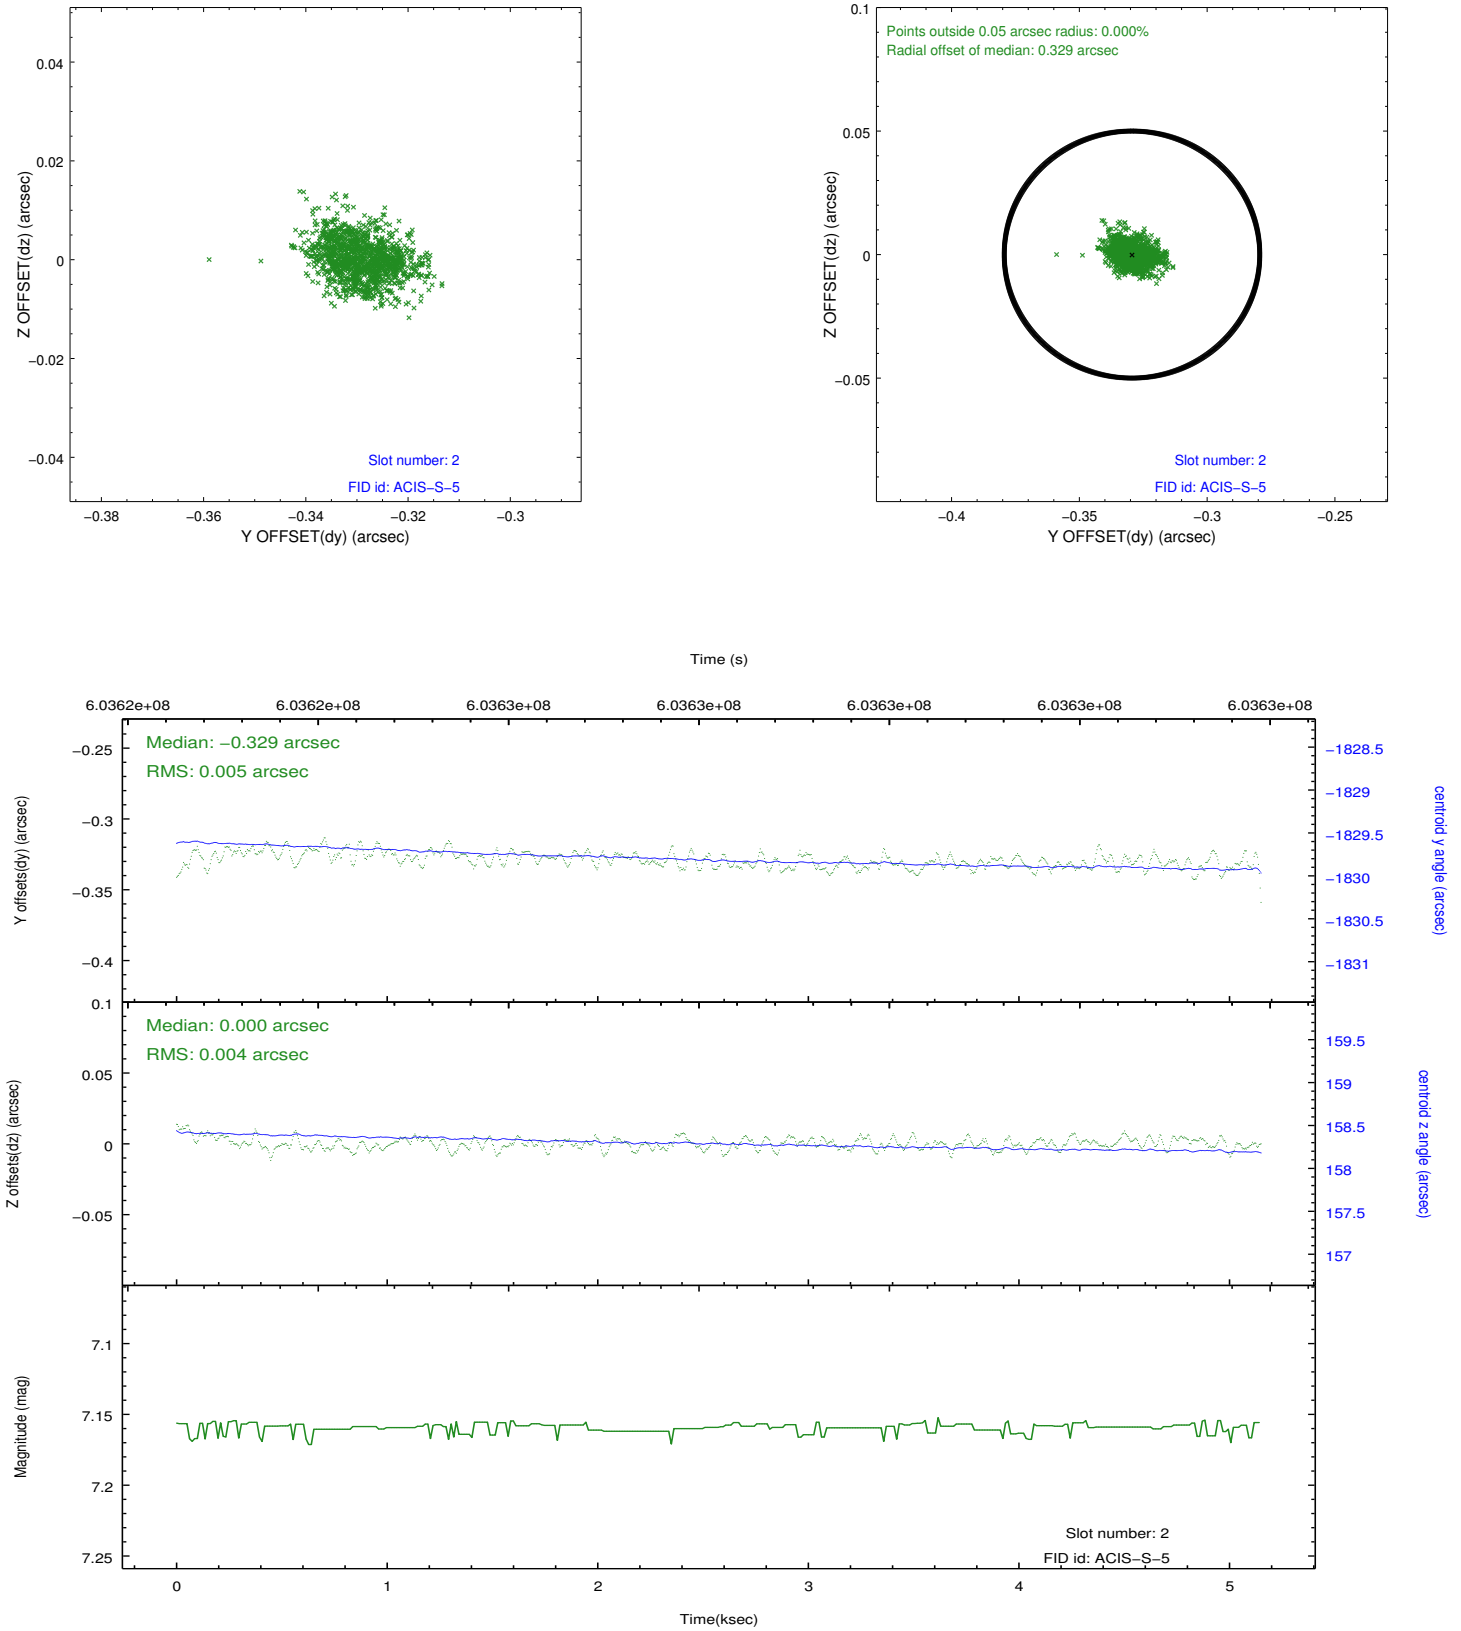 0.04
0.02
0
−0.02
−0.04
Z OFFSET(dz) (arcsec)
Slot number: 2
FID id: ACIS−S−5
−0.38 −0.36 −0.34 −0.32 −0.3
Y OFFSET(dy) (arcsec)
0.1
0.05
0
−0.05
Z OFFSET(dz) (arcsec)
Points outside 0.05 arcsec radius: 0.000%
Radial offset of median: 0.329 arcsec
Slot number: 2
FID id: ACIS−S−5
−0.4 −0.35 −0.3 −0.25
Y OFFSET(dy) (arcsec)
Time (s)
6.0362e+08 6.0362e+08 6.0363e+08 6.0363e+08 6.0363e+08 6.0363e+08 6.0363e+08
Median: −0.329 arcsec
RMS: 0.005 arcsec
−0.25
−0.3
−0.35
−0.4
Y offsets(dy) (arcsec)
−1828.5
−1829
−1829.5
−1830
−1830.5
−1831
centroid y angle (arcsec)
Median: 0.000 arcsec
RMS: 0.004 arcsec
0.1
0.05
0
−0.05
Z offsets(dz) (arcsec)
159.5
159
158.5
158
157.5
157
centroid z angle (arcsec)
7.1
7.15
7.2
7.25
Magnitude (mag)
Slot number: 2
FID id: ACIS−S−5
0 1 2 3 4 5
Time(ksec)